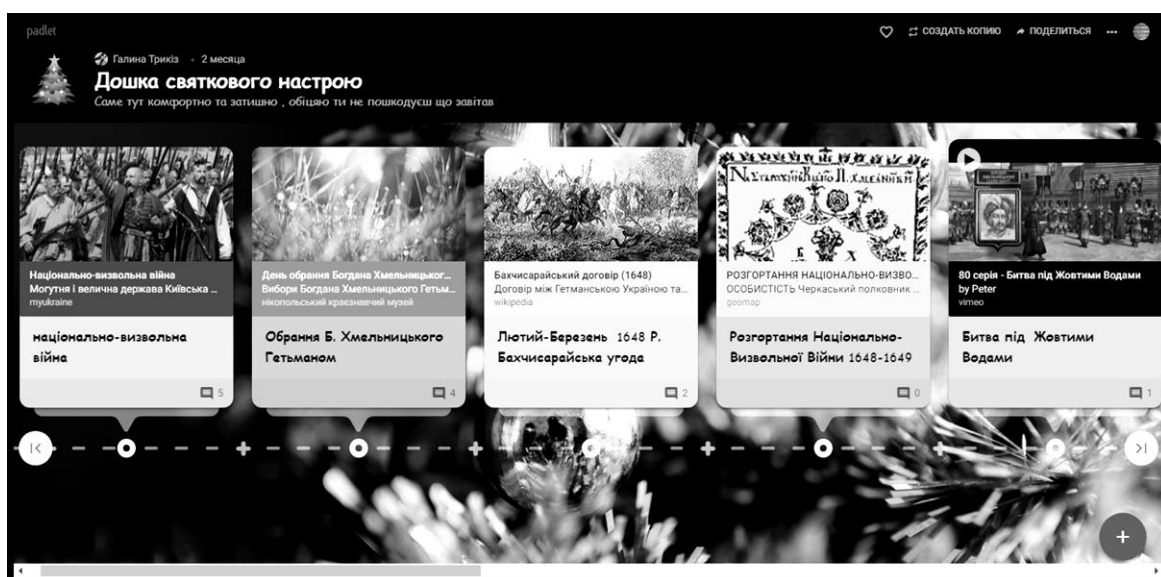 padlet
СОЗДАТЬ КОПИЮ ПОДЕЛИТЬСЯ
Галина Трикіз • 2 месяца
Дошка святкового настрою
Саме тут комфортно та затишно , обіцяю ти не пошкодуєш що завітав
Національно-визвольна війна
Могутня і велична держава Київська ...
myukraine
національно-визвольна
війна
5
День обрання Богдана Хмельницьког...
Вибори Богдана Хмельницького Гетьм...
нікопольський краєзнавчий музей
Обрання Б. Хмельницького
Гетьманом
4
Бахчисарайський договір (1648)
Договір між Гетманською Україною та...
wikipedia
Лютий-Березень 1648 Р.
Бахчисарайська угода
2
РОЗГОРТАННЯ НАЦІОНАЛЬНО-ВИЗВО...
ОСОБИСТІСТЬ Черкаський полковник ...
geomap
Розгортання Національно-
Визвольної Війни 1648-1649
0
80 серія - Битва під Жовтими Водами
by Peter
vimeo
Битва під Жовтими
Водами
1